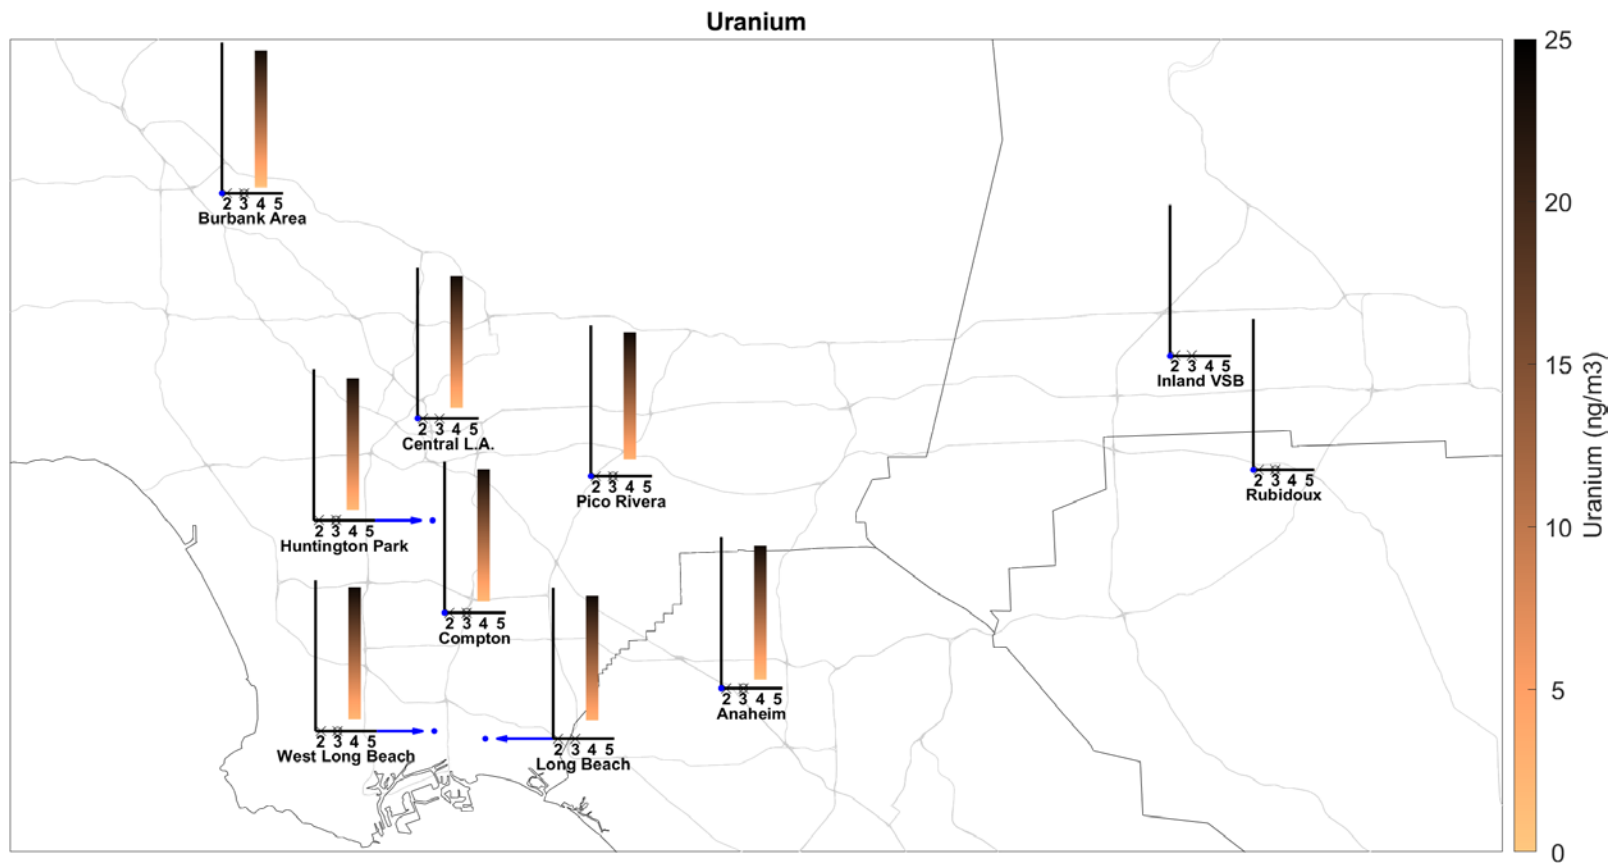 Uranium
2 3 4 5
Burbank Area
2 3 4 5
Central L.A.
2 3 4 5
Pico Rivera
2 3 4 5
Inland VSB
2 3 4 5
Rubidoux
2 3 4 5
Huntington Park
2 3 4 5
Compton
2 3 4 5
Anaheim
2 3 4 5
West Long Beach
2 3 4 5
Long Beach
25
20
15
10
5
0
Uranium (ng/m3)